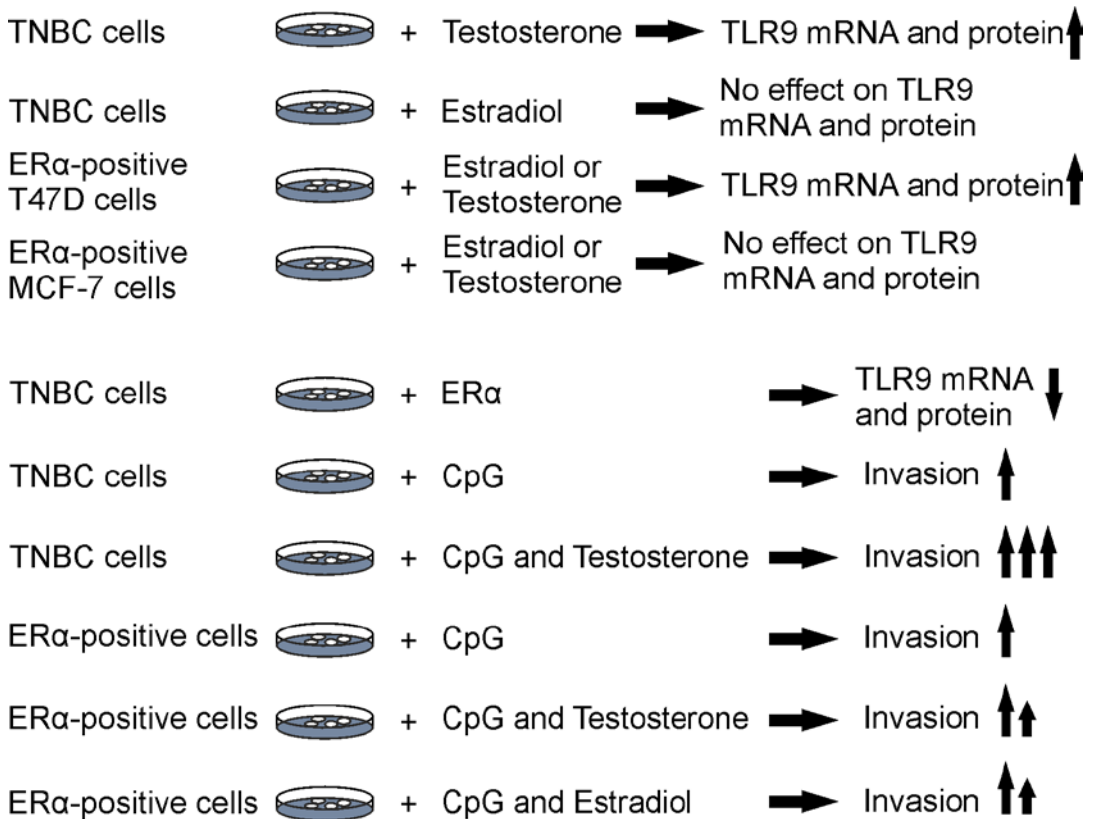 TNBC cells + Testosterone TLR9 mRNA and protein
TNBC cells + Estradiol No effect on TLR9
mRNA and protein
ERα-positive
T47D cells + Estradiol or
Testosterone TLR9 mRNA and protein
ERα-positive
MCF-7 cells + Estradiol or
Testosterone No effect on TLR9
mRNA and protein
TNBC cells + ERα TLR9 mRNA
and protein
TNBC cells + CpG Invasion
TNBC cells + CpG and Testosterone Invasion
ERα-positive cells + CpG Invasion
ERα-positive cells + CpG and Testosterone Invasion
ERα-positive cells + CpG and Estradiol Invasion